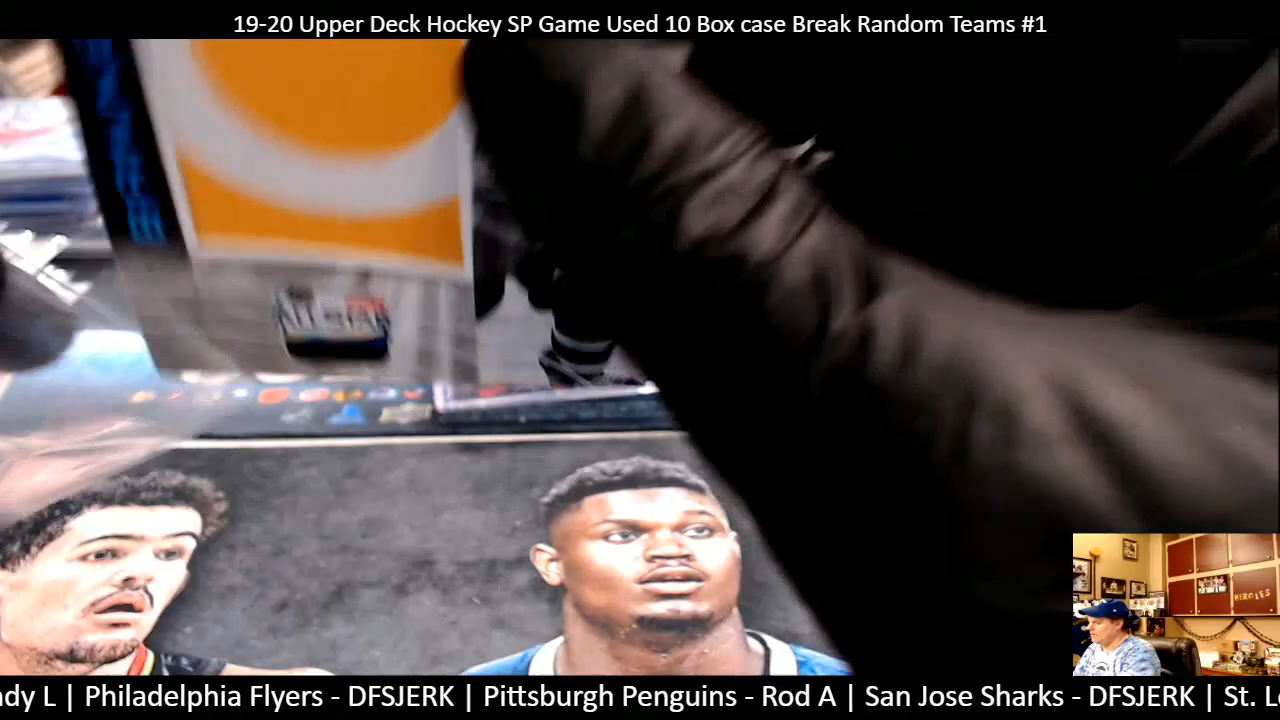 19-20 Upper Deck Hockey SP Game Used 10 Box case Break Random Teams #1
HEROES
ndy L | Philadelphia Flyers - DFSJERK | Pittsburgh Penguins - Rod A | San Jose Sharks - DFSJERK | St. L